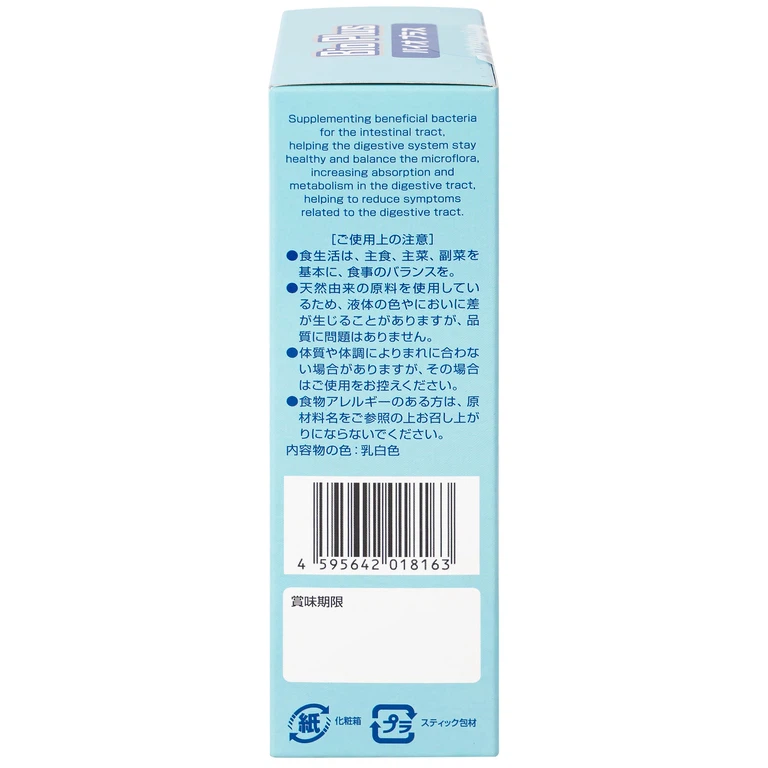 Bio Plus
バイオプラス
Supplementing beneficial bacteria
for the intestinal tract,
helping the digestive system stay
healthy and balance the microflora,
increasing absorption and
metabolism in the digestive tract,
helping to reduce symptoms
related to the digestive tract.
［ご使用上の注意］
●食生活は、主食、主菜、副菜を
基本に、食事のバランスを。
●天然由来の原料を使用してい
るため、液体の色やにおいに差
が生じることがありますが、品
質に問題はありません。
●体質や体調によりまれに合わな
い場合がありますが、その場合
はご使用をお控えください。
●食物アレルギーのある方は、原
材料名をご参照の上お召し上が
りにならないでください。
内容物の色：乳白色
4 595642 018163
賞味期限
紙 化粧箱
プラ スティック包材